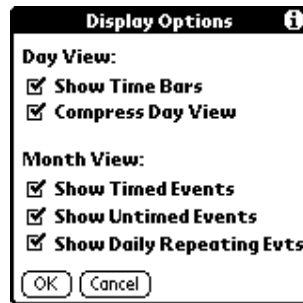 Display Options
Day View:
Show Time Bars
Compress Day View
Month View:
Show Timed Events
Show Untimed Events
Show Daily Repeating Evts
OK Cancel